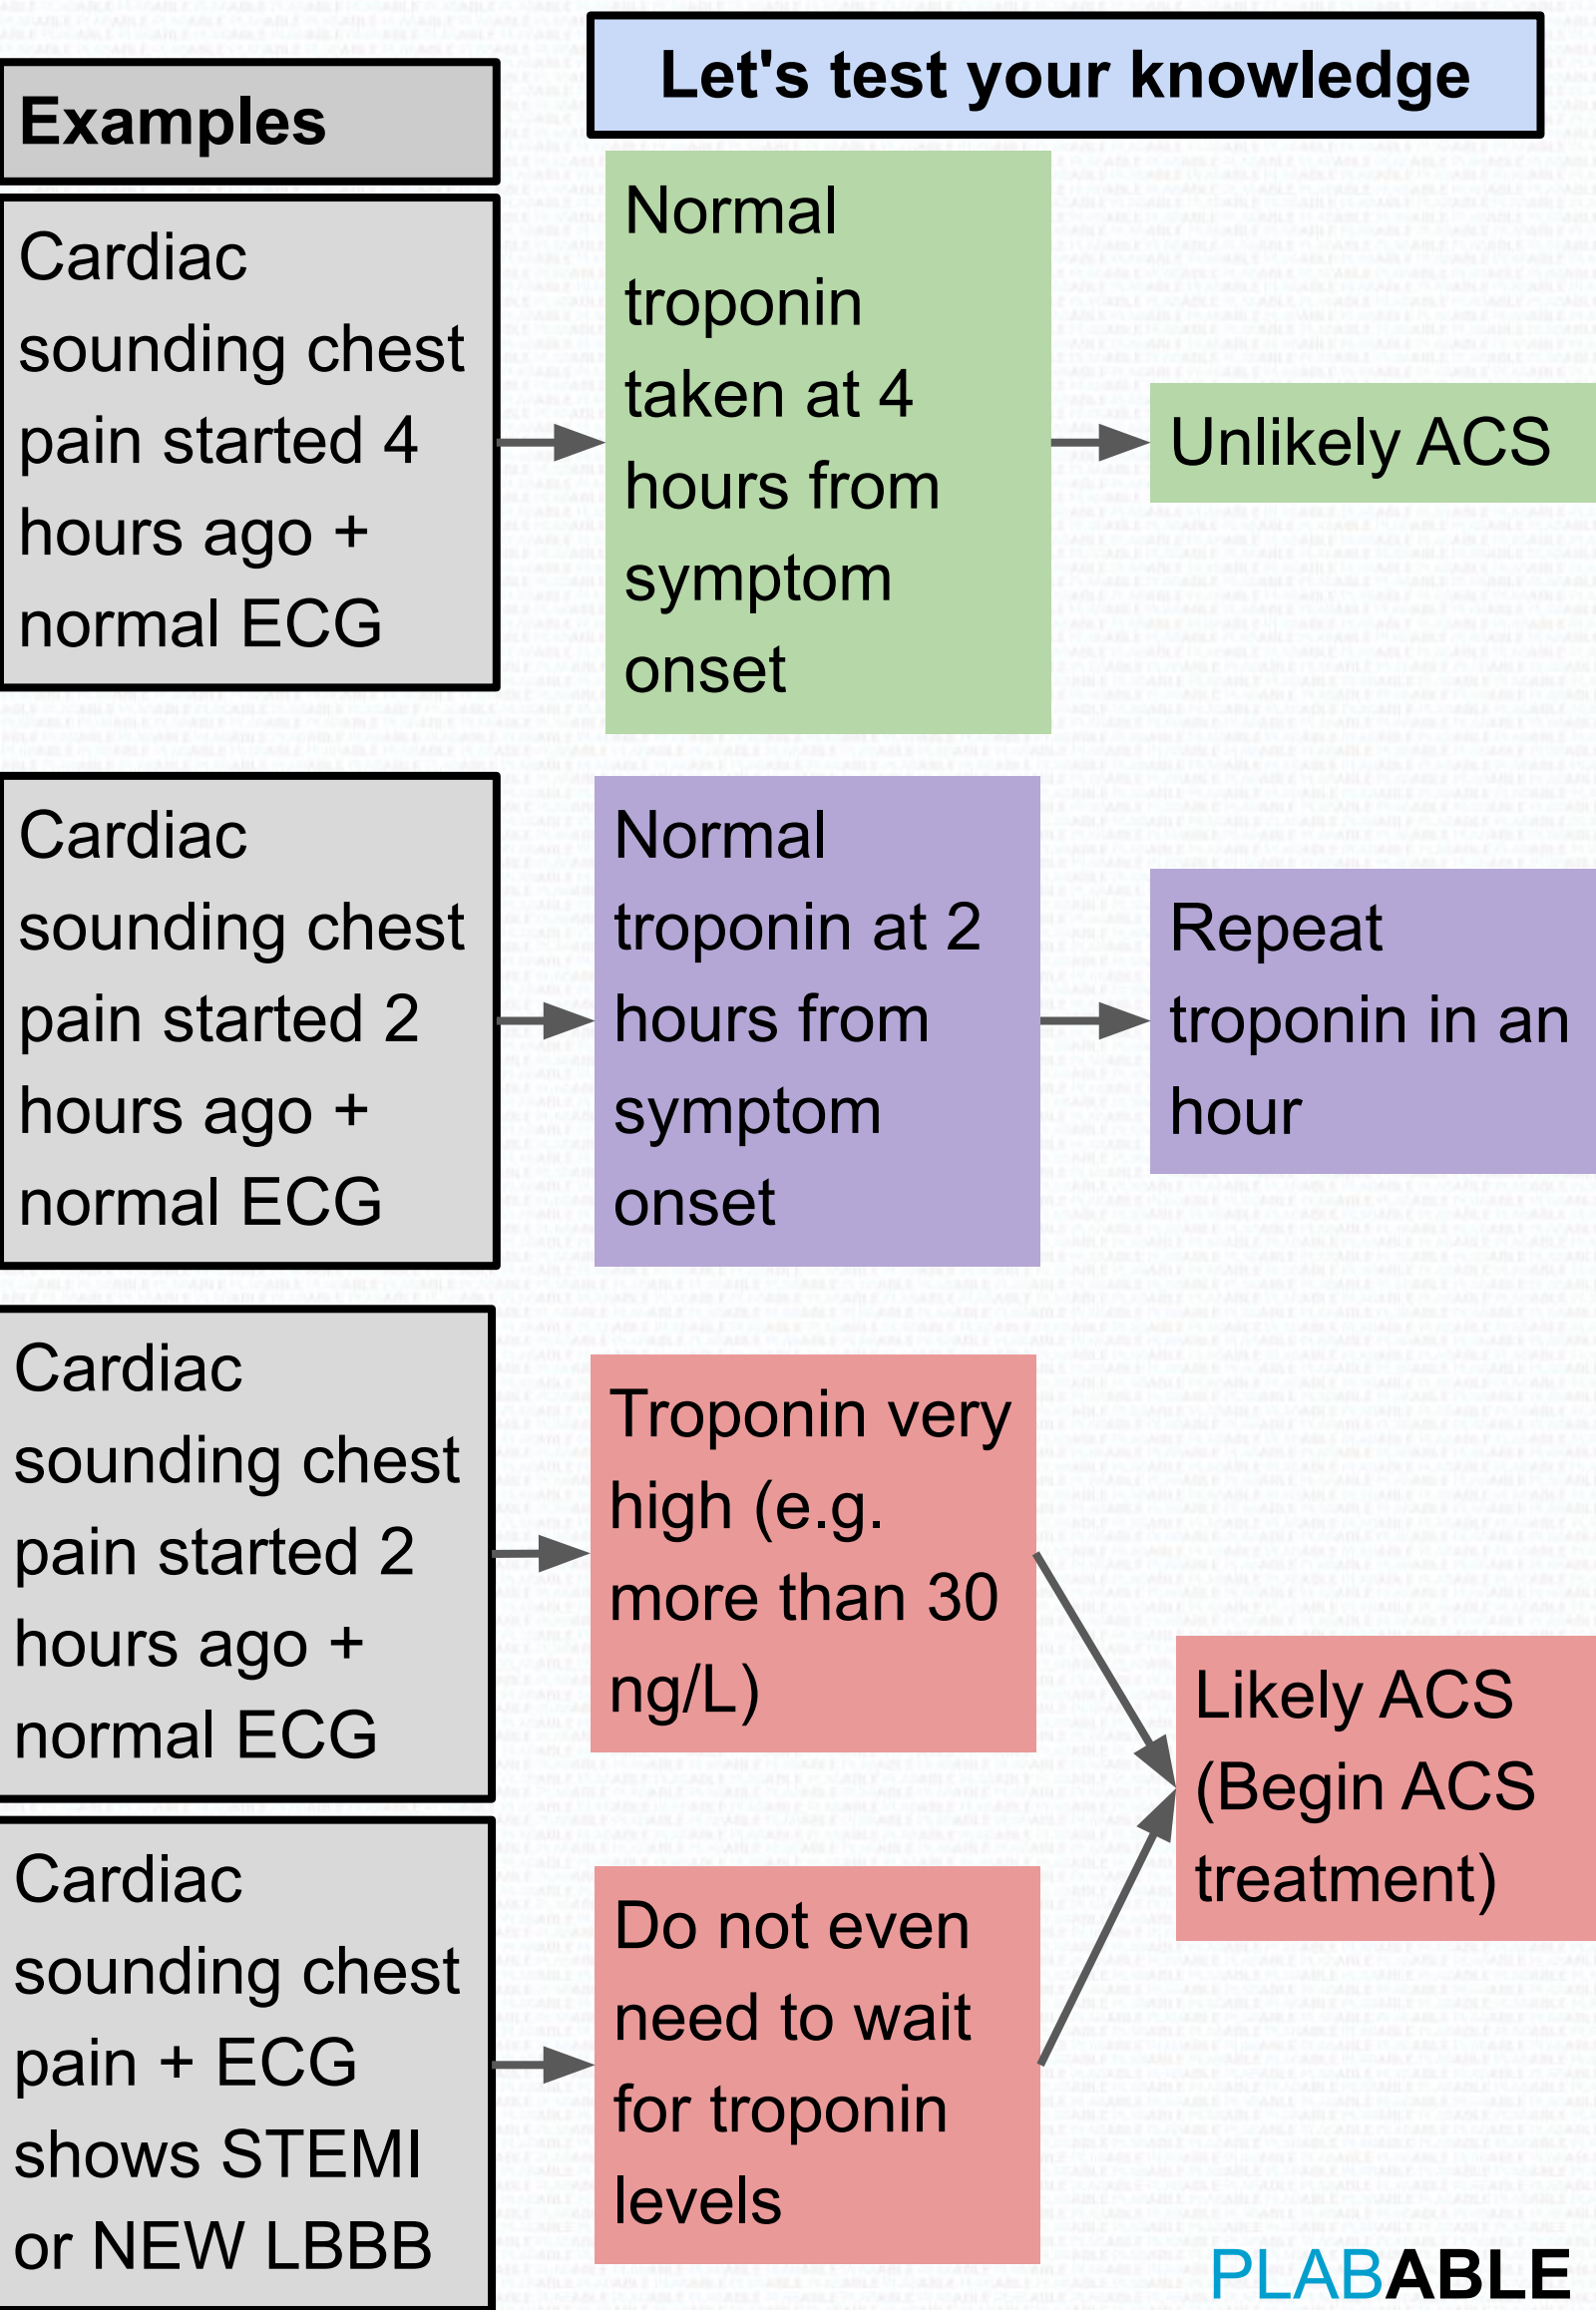 Let's test your knowledge
Examples
Cardiac
sounding chest
pain started 4
hours ago +
normal ECG
Normal
troponin
taken at 4
hours from
symptom
onset
Unlikely ACS
Cardiac
sounding chest
pain started 2
hours ago +
normal ECG
Normal
troponin at 2
hours from
symptom
onset
Repeat
troponin in an
hour
Cardiac
sounding chest
pain started 2
hours ago +
normal ECG
Troponin very
high (e.g.
more than 30
ng/L)
Likely ACS
(Begin ACS
treatment)
Cardiac
sounding chest
pain + ECG
shows STEMI
or NEW LBBB
Do not even
need to wait
for troponin
levels
PLABABLE